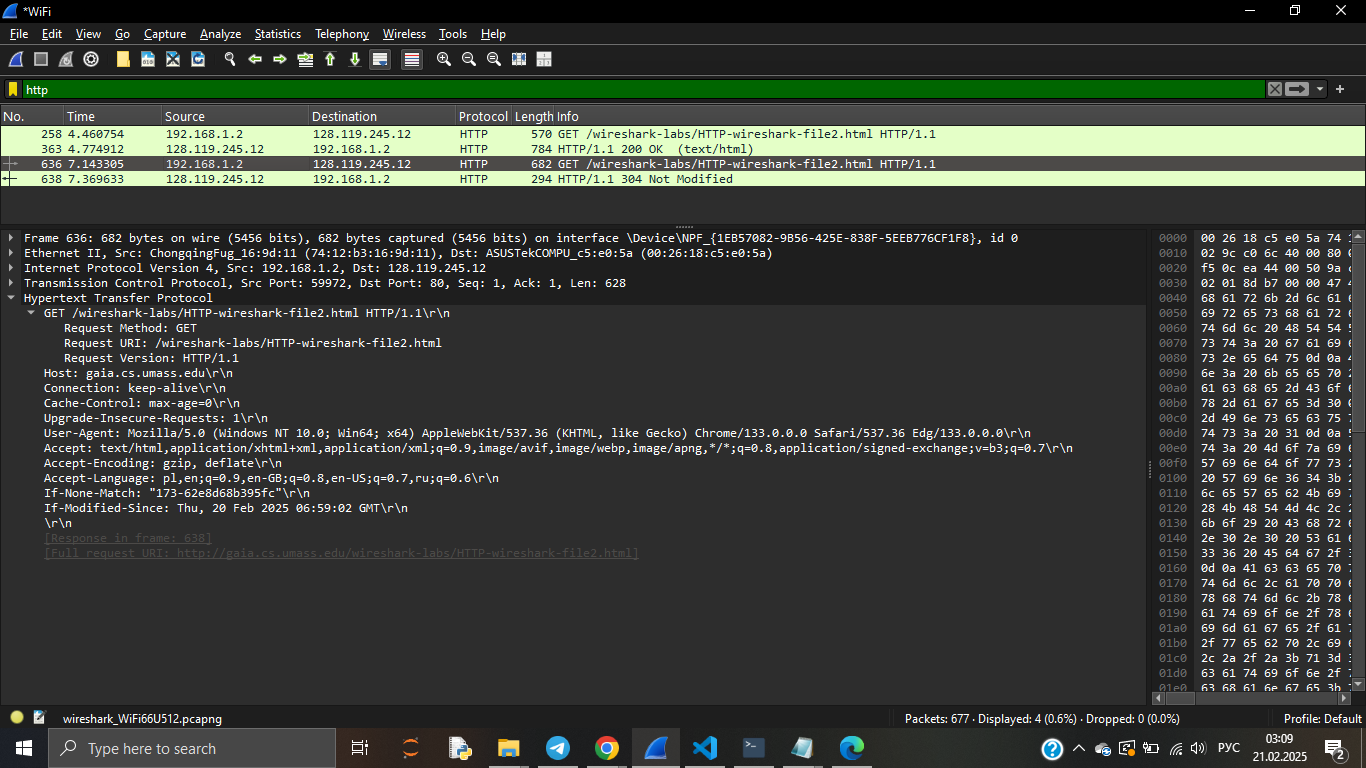 *WiFi
File Edit View Go Capture Analyze Statistics Telephony Wireless Tools Help
http
No. Time Source Destination Protocol Length Info
258 4.460754 192.168.1.2 128.119.245.12 HTTP 570 GET /wireshark-labs/HTTP-wireshark-file2.html HTTP/1.1
363 4.774912 128.119.245.12 192.168.1.2 HTTP 784 HTTP/1.1 200 OK (text/html)
636 7.143305 192.168.1.2 128.119.245.12 HTTP 682 GET /wireshark-labs/HTTP-wireshark-file2.html HTTP/1.1
638 7.369633 128.119.245.12 192.168.1.2 HTTP 294 HTTP/1.1 304 Not Modified
Frame 636: 682 bytes on wire (5456 bits), 682 bytes captured (5456 bits) on interface \Device\NPF_{1EB57082-9B56-425E-838F-5EEB776CF1F8}, id 0
Ethernet II, Src: ChongqingFug_16:9d:11 (74:12:b3:16:9d:11), Dst: ASUSTekCOMPU_c5:e0:5a (00:26:18:c5:e0:5a)
Internet Protocol Version 4, Src: 192.168.1.2, Dst: 128.119.245.12
Transmission Control Protocol, Src Port: 59972, Dst Port: 80, Seq: 1, Ack: 1, Len: 628
Hypertext Transfer Protocol
GET /wireshark-labs/HTTP-wireshark-file2.html HTTP/1.1\r\n
Request Method: GET
Request URI: /wireshark-labs/HTTP-wireshark-file2.html
Request Version: HTTP/1.1
Host: gaia.cs.umass.edu\r\n
Connection: keep-alive\r\n
Cache-Control: max-age=0\r\n
Upgrade-Insecure-Requests: 1\r\n
User-Agent: Mozilla/5.0 (Windows NT 10.0; Win64; x64) AppleWebKit/537.36 (KHTML, like Gecko) Chrome/133.0.0.0 Safari/537.36 Edg/133.0.0.0\r\n
Accept: text/html,application/xhtml+xml,application/xml;q=0.9,image/avif,image/webp,image/apng,*/*;q=0.8,application/signed-exchange;v=b3;q=0.7\r\n
Accept-Encoding: gzip, deflate\r\n
Accept-Language: pl,en;q=0.9,en-GB;q=0.8,en-US;q=0.7,ru;q=0.6\r\n
If-None-Match: "173-62e8d68b395fc"\r\n
If-Modified-Since: Thu, 20 Feb 2025 06:59:02 GMT\r\n
\r\n
[Response in frame: 638]
[Full request URI: http://gaia.cs.umass.edu/wireshark-labs/HTTP-wireshark-file2.html]
0000 00 26 18 c5 e0 5a 74
0010 02 9c c0 6c 40 00 80
0020 f5 0c ea 44 00 50 9a
0030 02 01 8d b7 00 00 47
0040 68 61 72 6b 2d 6c 61
0050 69 72 65 73 68 61 72
0060 74 6d 6c 20 48 54 54
0070 73 74 3a 20 67 61 69
0080 73 2e 65 64 75 0d 0a
0090 6e 3a 20 6b 65 65 70
00a0 61 63 68 65 2d 43 6f
00b0 78 2d 61 67 65 3d 30
00c0 2d 49 6e 73 65 63 75
00d0 74 73 3a 20 31 0d 0a
00e0 74 3a 20 4d 6f 7a 69
00f0 57 69 6e 64 6f 77 73
0100 20 57 69 6e 36 34 3b
0110 6c 65 57 65 62 4b 69
0120 28 4b 48 54 4d 4c 2c
0130 6b 6f 29 20 43 68 72
0140 2e 30 2e 30 20 53 61
0150 33 36 20 45 64 67 2f
0160 0d 0a 41 63 63 65 70
0170 74 6d 6c 2c 61 70 70
0180 78 68 74 6d 6c 2b 78
0190 61 74 69 6f 6e 2f 78
01a0 69 6d 61 67 65 2f 61
01b0 2f 77 65 62 70 2c 69
01c0 2c 2a 2f 2a 3b 71 3d
01d0 63 61 74 69 6f 6e 2f
01e0 63 68 61 6e 67 65 3b
wireshark_WiFi66U512.pcapng Packets: 677 · Displayed: 4 (0.6%) · Dropped: 0 (0.0%) Profile: Default
Type here to search
РУС
03:09
21.02.2025
2